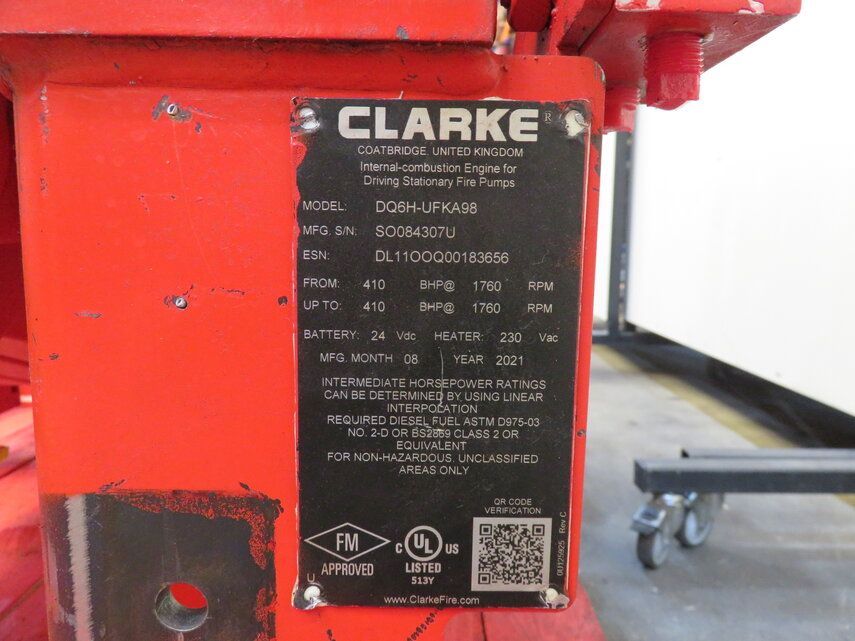 CLARKE ®
COATBRIDGE, UNITED KINGDOM
Internal-combustion Engine for
Driving Stationary Fire Pumps
MODEL: DQ6H-UFKA98
MFG. S/N: SO084307U
ESN: DL11OOQ00183656
FROM: 410 BHP@ 1760 RPM
UP TO: 410 BHP@ 1760 RPM
BATTERY: 24 Vdc HEATER: 230 Vac
MFG. MONTH 08 YEAR 2021
INTERMEDIATE HORSEPOWER RATINGS
CAN BE DETERMINED BY USING LINEAR
INTERPOLATION
REQUIRED DIESEL FUEL ASTM D975-03
NO. 2-D OR BS2869 CLASS 2 OR
EQUIVALENT
FOR NON-HAZARDOUS. UNCLASSIFIED
AREAS ONLY
QR CODE
VERIFICATION
FM
APPROVED
C UL US
LISTED
513Y
U
www.ClarkeFire.com
Rev C